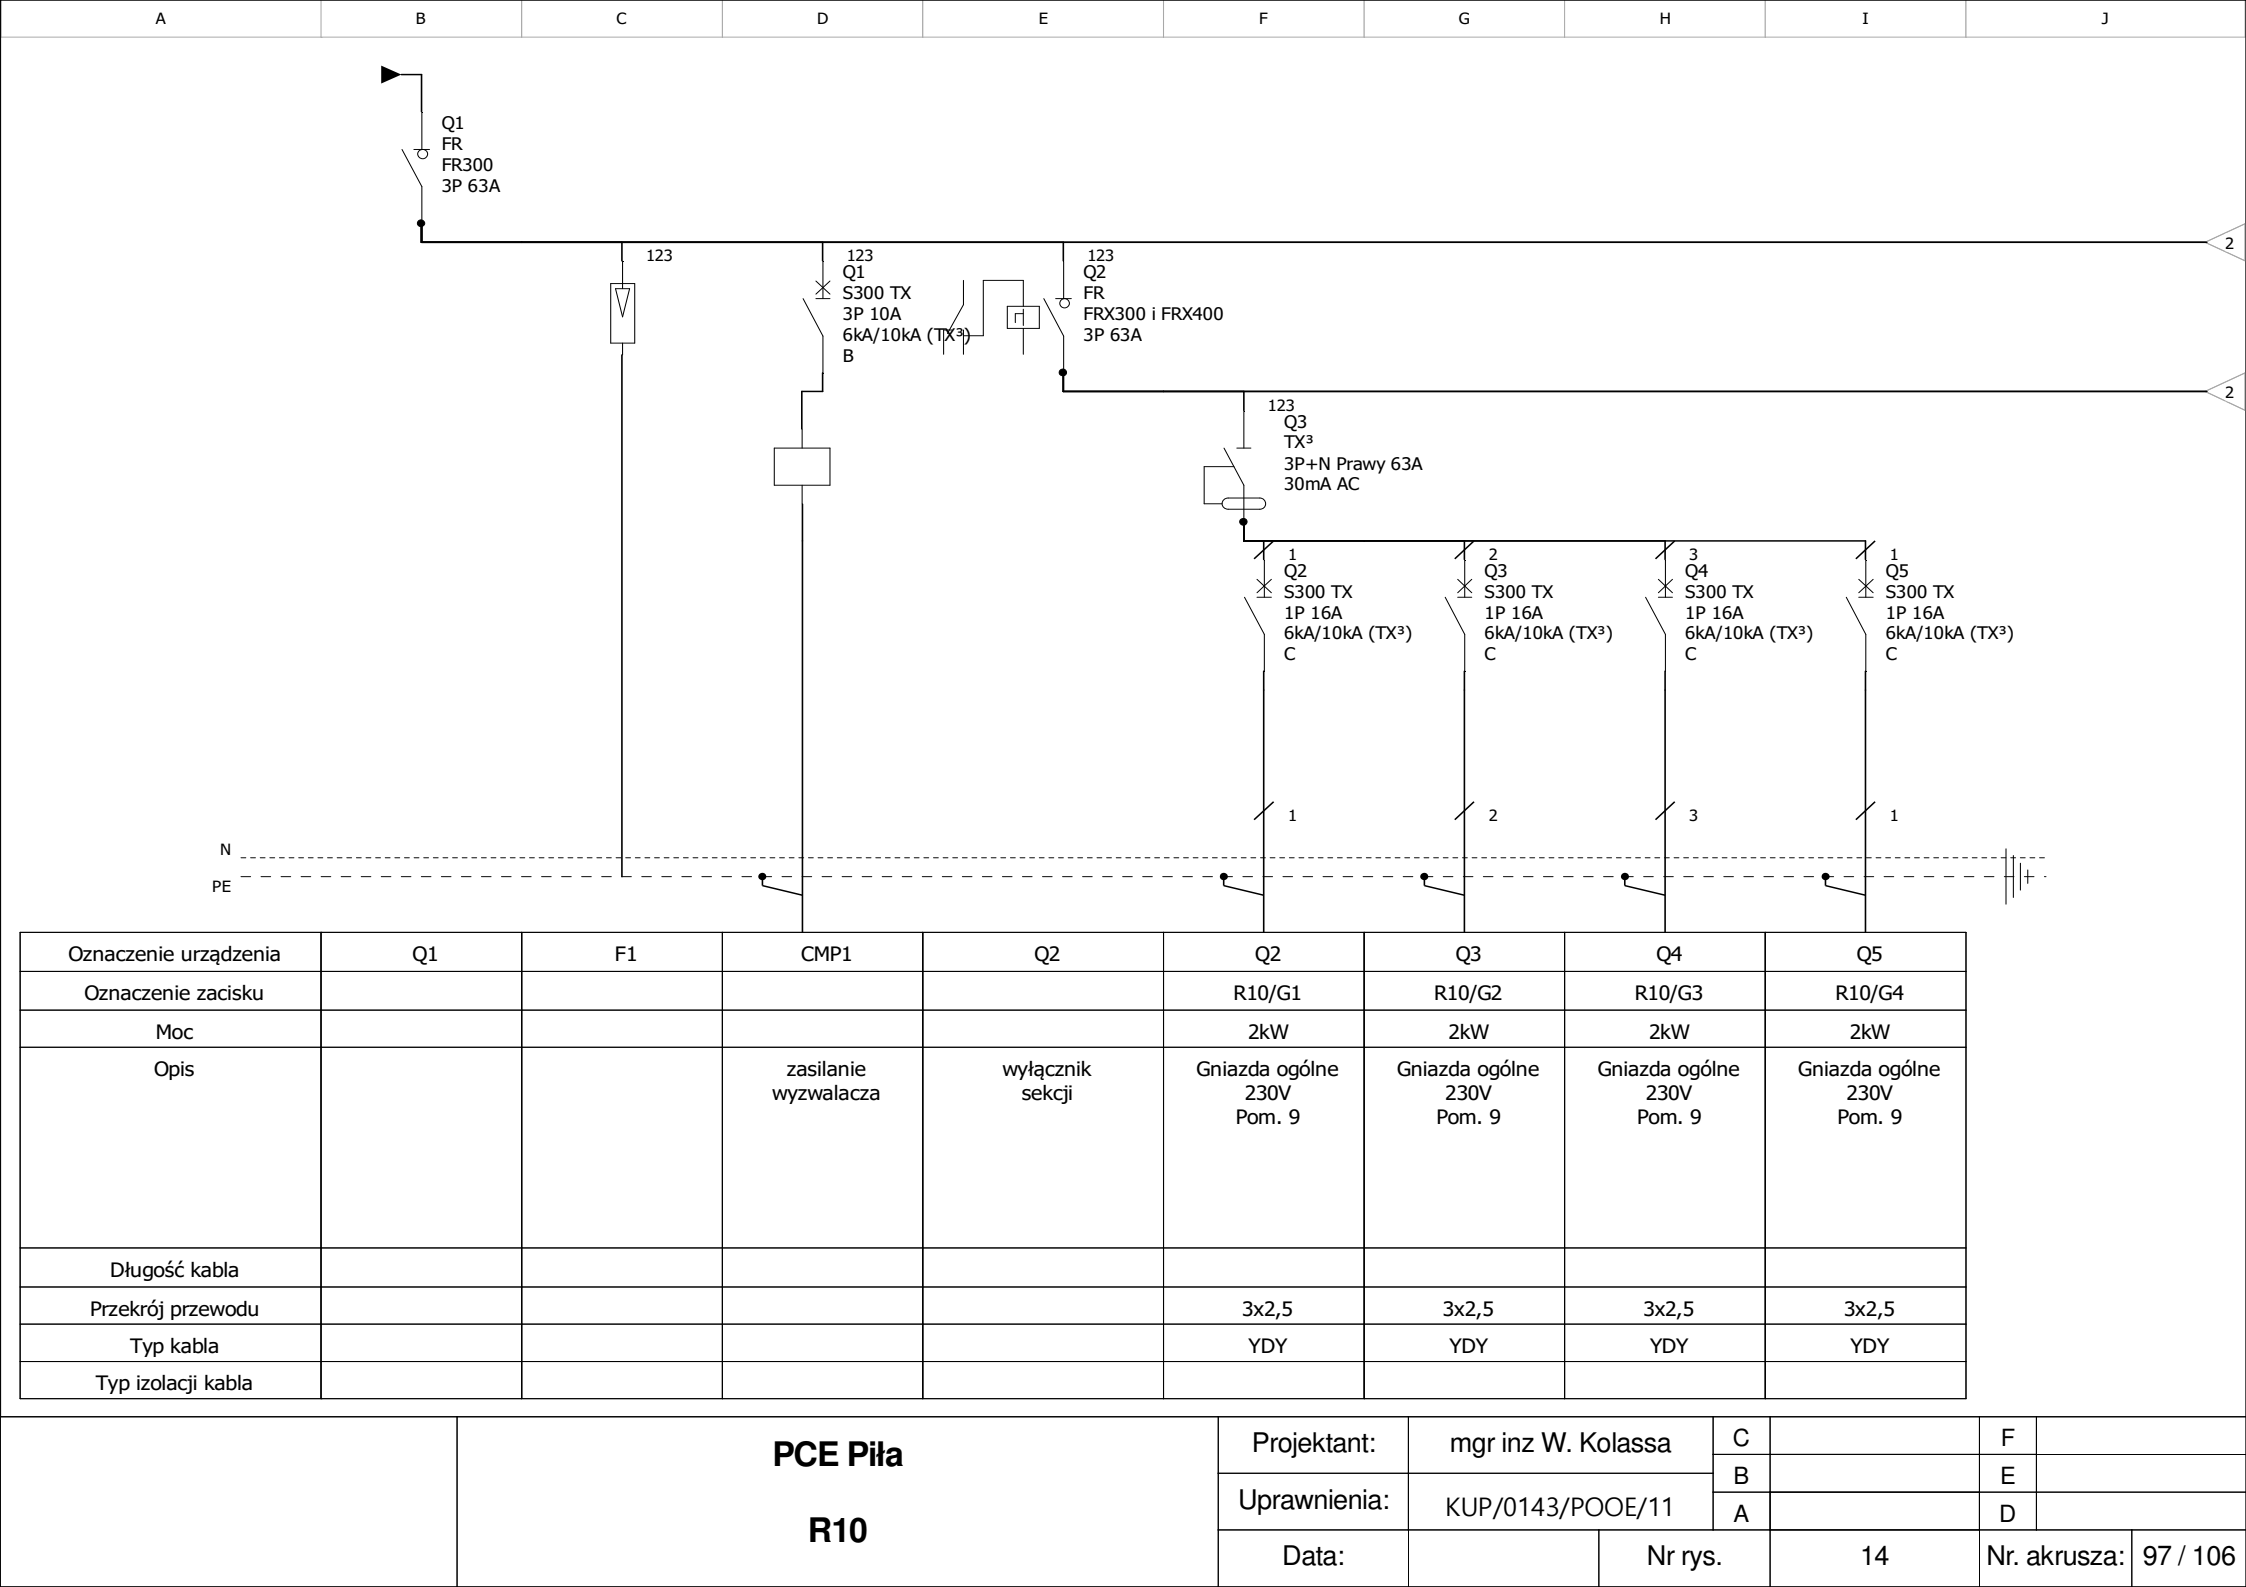 A B C D E F G H I J
Q1
FR
FR300
3P 63A
2
123
123
Q1
S300 TX
3P 10A
6kA/10kA (TX³)
B
123
Q2
FR
FRX300 i FRX400
3P 63A
2
123
Q3
TX³
3P+N Prawy 63A
30mA AC
1
Q2
S300 TX
1P 16A
6kA/10kA (TX³)
C
2
Q3
S300 TX
1P 16A
6kA/10kA (TX³)
C
3
Q4
S300 TX
1P 16A
6kA/10kA (TX³)
C
1
Q5
S300 TX
1P 16A
6kA/10kA (TX³)
C
1 2 3 1
N
PE
Oznaczenie urządzenia Q1 F1 CMP1 Q2 Q2 Q3 Q4 Q5
Oznaczenie zacisku R10/G1 R10/G2 R10/G3 R10/G4
Moc 2kW 2kW 2kW 2kW
Opis zasilanie wyłącznik Gniazda ogólne Gniazda ogólne Gniazda ogólne Gniazda ogólne
wyzwalacza sekcji 230V 230V 230V 230V
Pom. 9 Pom. 9 Pom. 9 Pom. 9
Długość kabla
Przekrój przewodu 3x2,5 3x2,5 3x2,5 3x2,5
Typ kabla YDY YDY YDY YDY
Typ izolacji kabla
PCE Piła
R10
Projektant: mgr inz W. Kolassa C F
B E
Uprawnienia: KUP/0143/POOE/11 A D
Data: Nr rys. 14 Nr. akrusza: 97 / 106